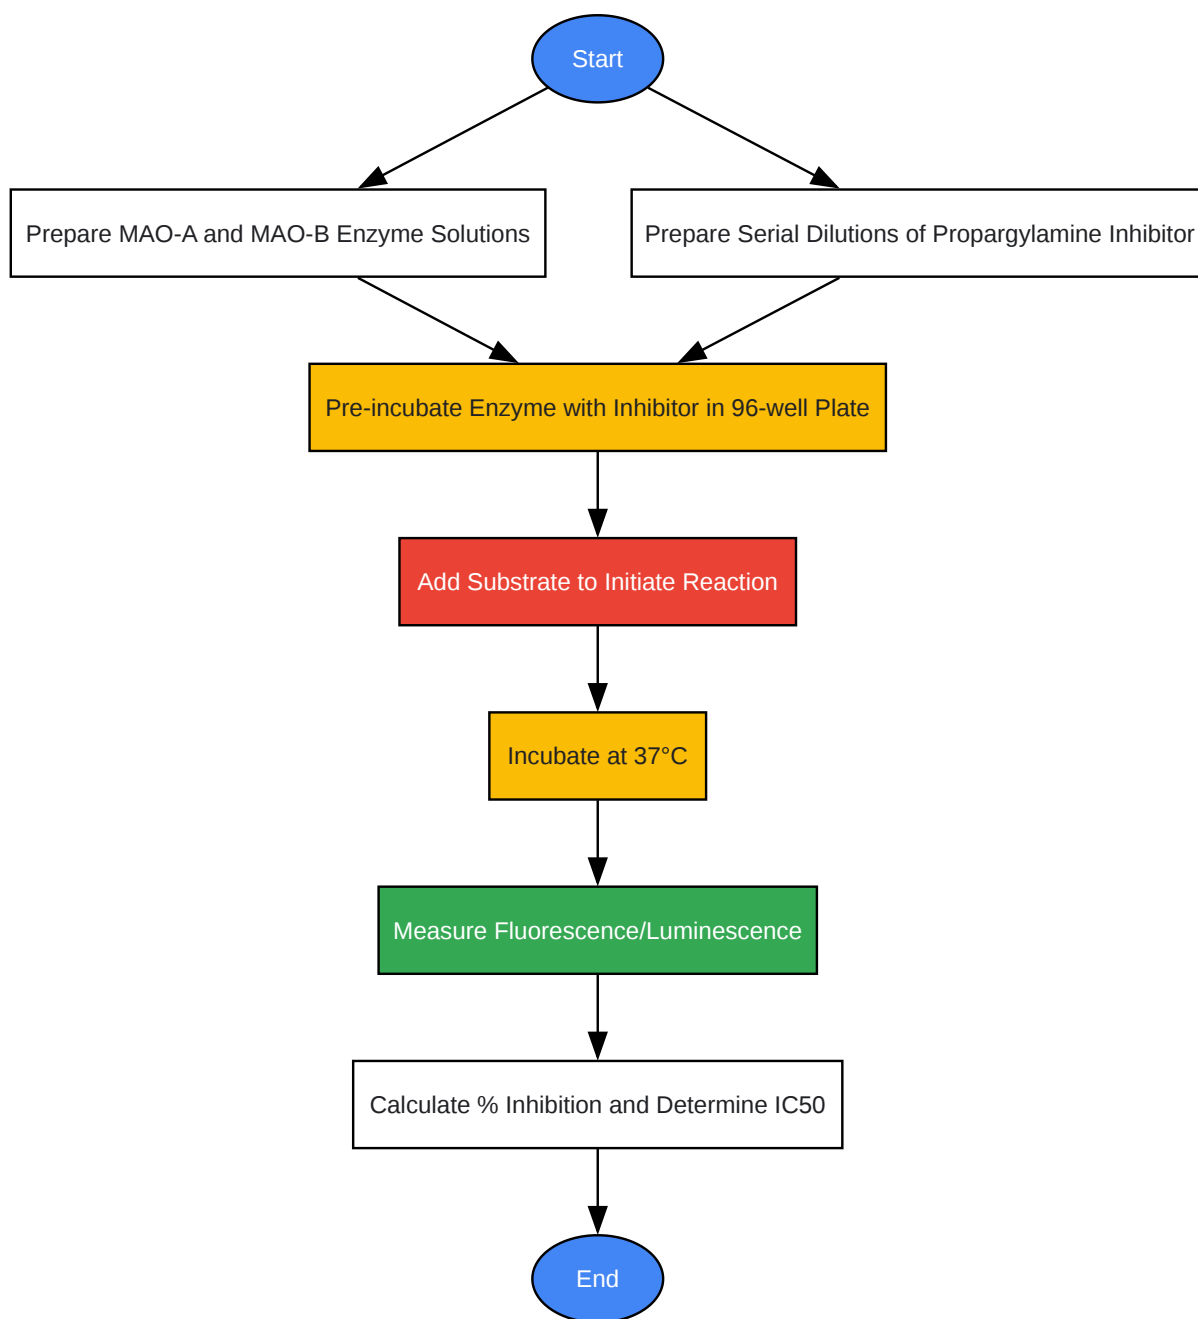 Start
Prepare MAO-A and MAO-B Enzyme Solutions
Prepare Serial Dilutions of Propargylamine Inhibitor
Pre-incubate Enzyme with Inhibitor in 96-well Plate
Add Substrate to Initiate Reaction
Incubate at 37°C
Measure Fluorescence/Luminescence
Calculate % Inhibition and Determine IC50
End